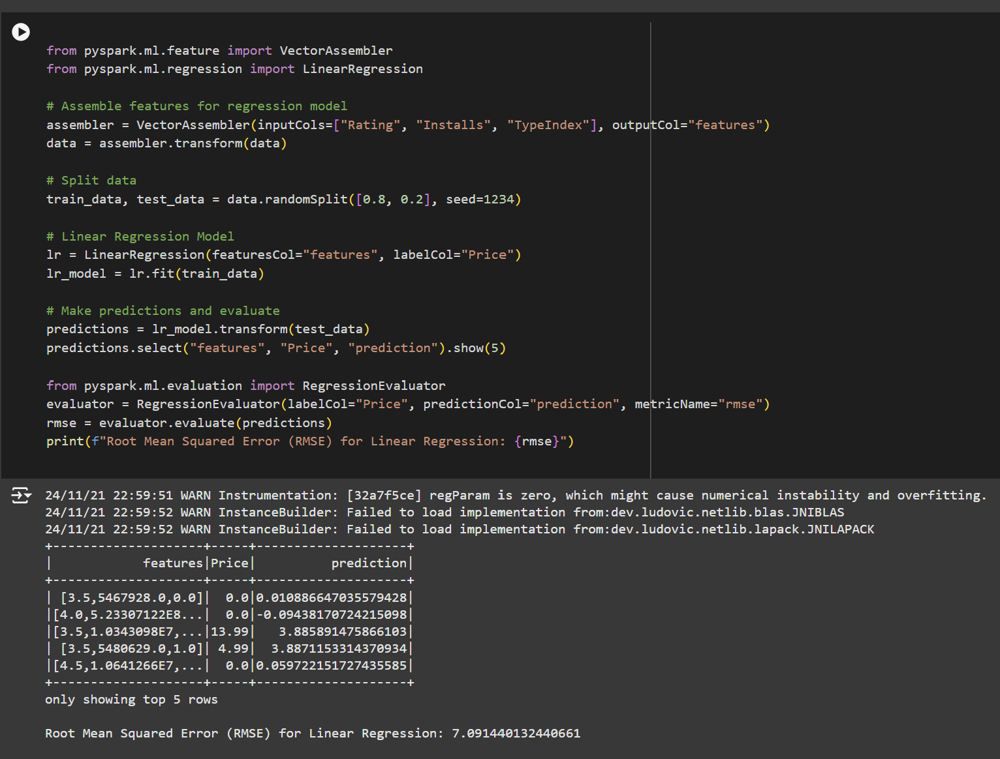 from pyspark.ml.feature import VectorAssembler
from pyspark.ml.regression import LinearRegression
# Assemble features for regression model
assembler = VectorAssembler(inputCols=["Rating", "Installs", "TypeIndex"], outputCol="features")
data = assembler.transform(data)
# Split data
train_data, test_data = data.randomSplit([0.8, 0.2], seed=1234)
# Linear Regression Model
lr = LinearRegression(featuresCol="features", labelCol="Price")
lr_model = lr.fit(train_data)
# Make predictions and evaluate
predictions = lr_model.transform(test_data)
predictions.select("features", "Price", "prediction").show(5)
from pyspark.ml.evaluation import RegressionEvaluator
evaluator = RegressionEvaluator(labelCol="Price", predictionCol="prediction", metricName="rmse")
rmse = evaluator.evaluate(predictions)
print(f"Root Mean Squared Error (RMSE) for Linear Regression: {rmse}")
24/11/21 22:59:51 WARN Instrumentation: [32a7f5ce] regParam is zero, which might cause numerical instability and overfitting.
24/11/21 22:59:52 WARN InstanceBuilder: Failed to load implementation from:dev.ludovic.netlib.blas.JNIBLAS
24/11/21 22:59:52 WARN InstanceBuilder: Failed to load implementation from:dev.ludovic.netlib.lapack.JNILAPACK
+--------------------+-----+--------------------+
|            features|Price|          prediction|
+--------------------+-----+--------------------+
| [3.5,5467928.0,0.0]|  0.0|0.010886647035579428|
|[4.0,5.23307122E8...|  0.0|-0.09438170724215098|
|[3.5,1.0343098E7,...|13.99|   3.885891475866103|
| [3.5,5480629.0,1.0]| 4.99|  3.8871153314370934|
|[4.5,1.0641266E7,...|  0.0|0.059722151727435585|
+--------------------+-----+--------------------+
only showing top 5 rows
Root Mean Squared Error (RMSE) for Linear Regression: 7.091440132440661